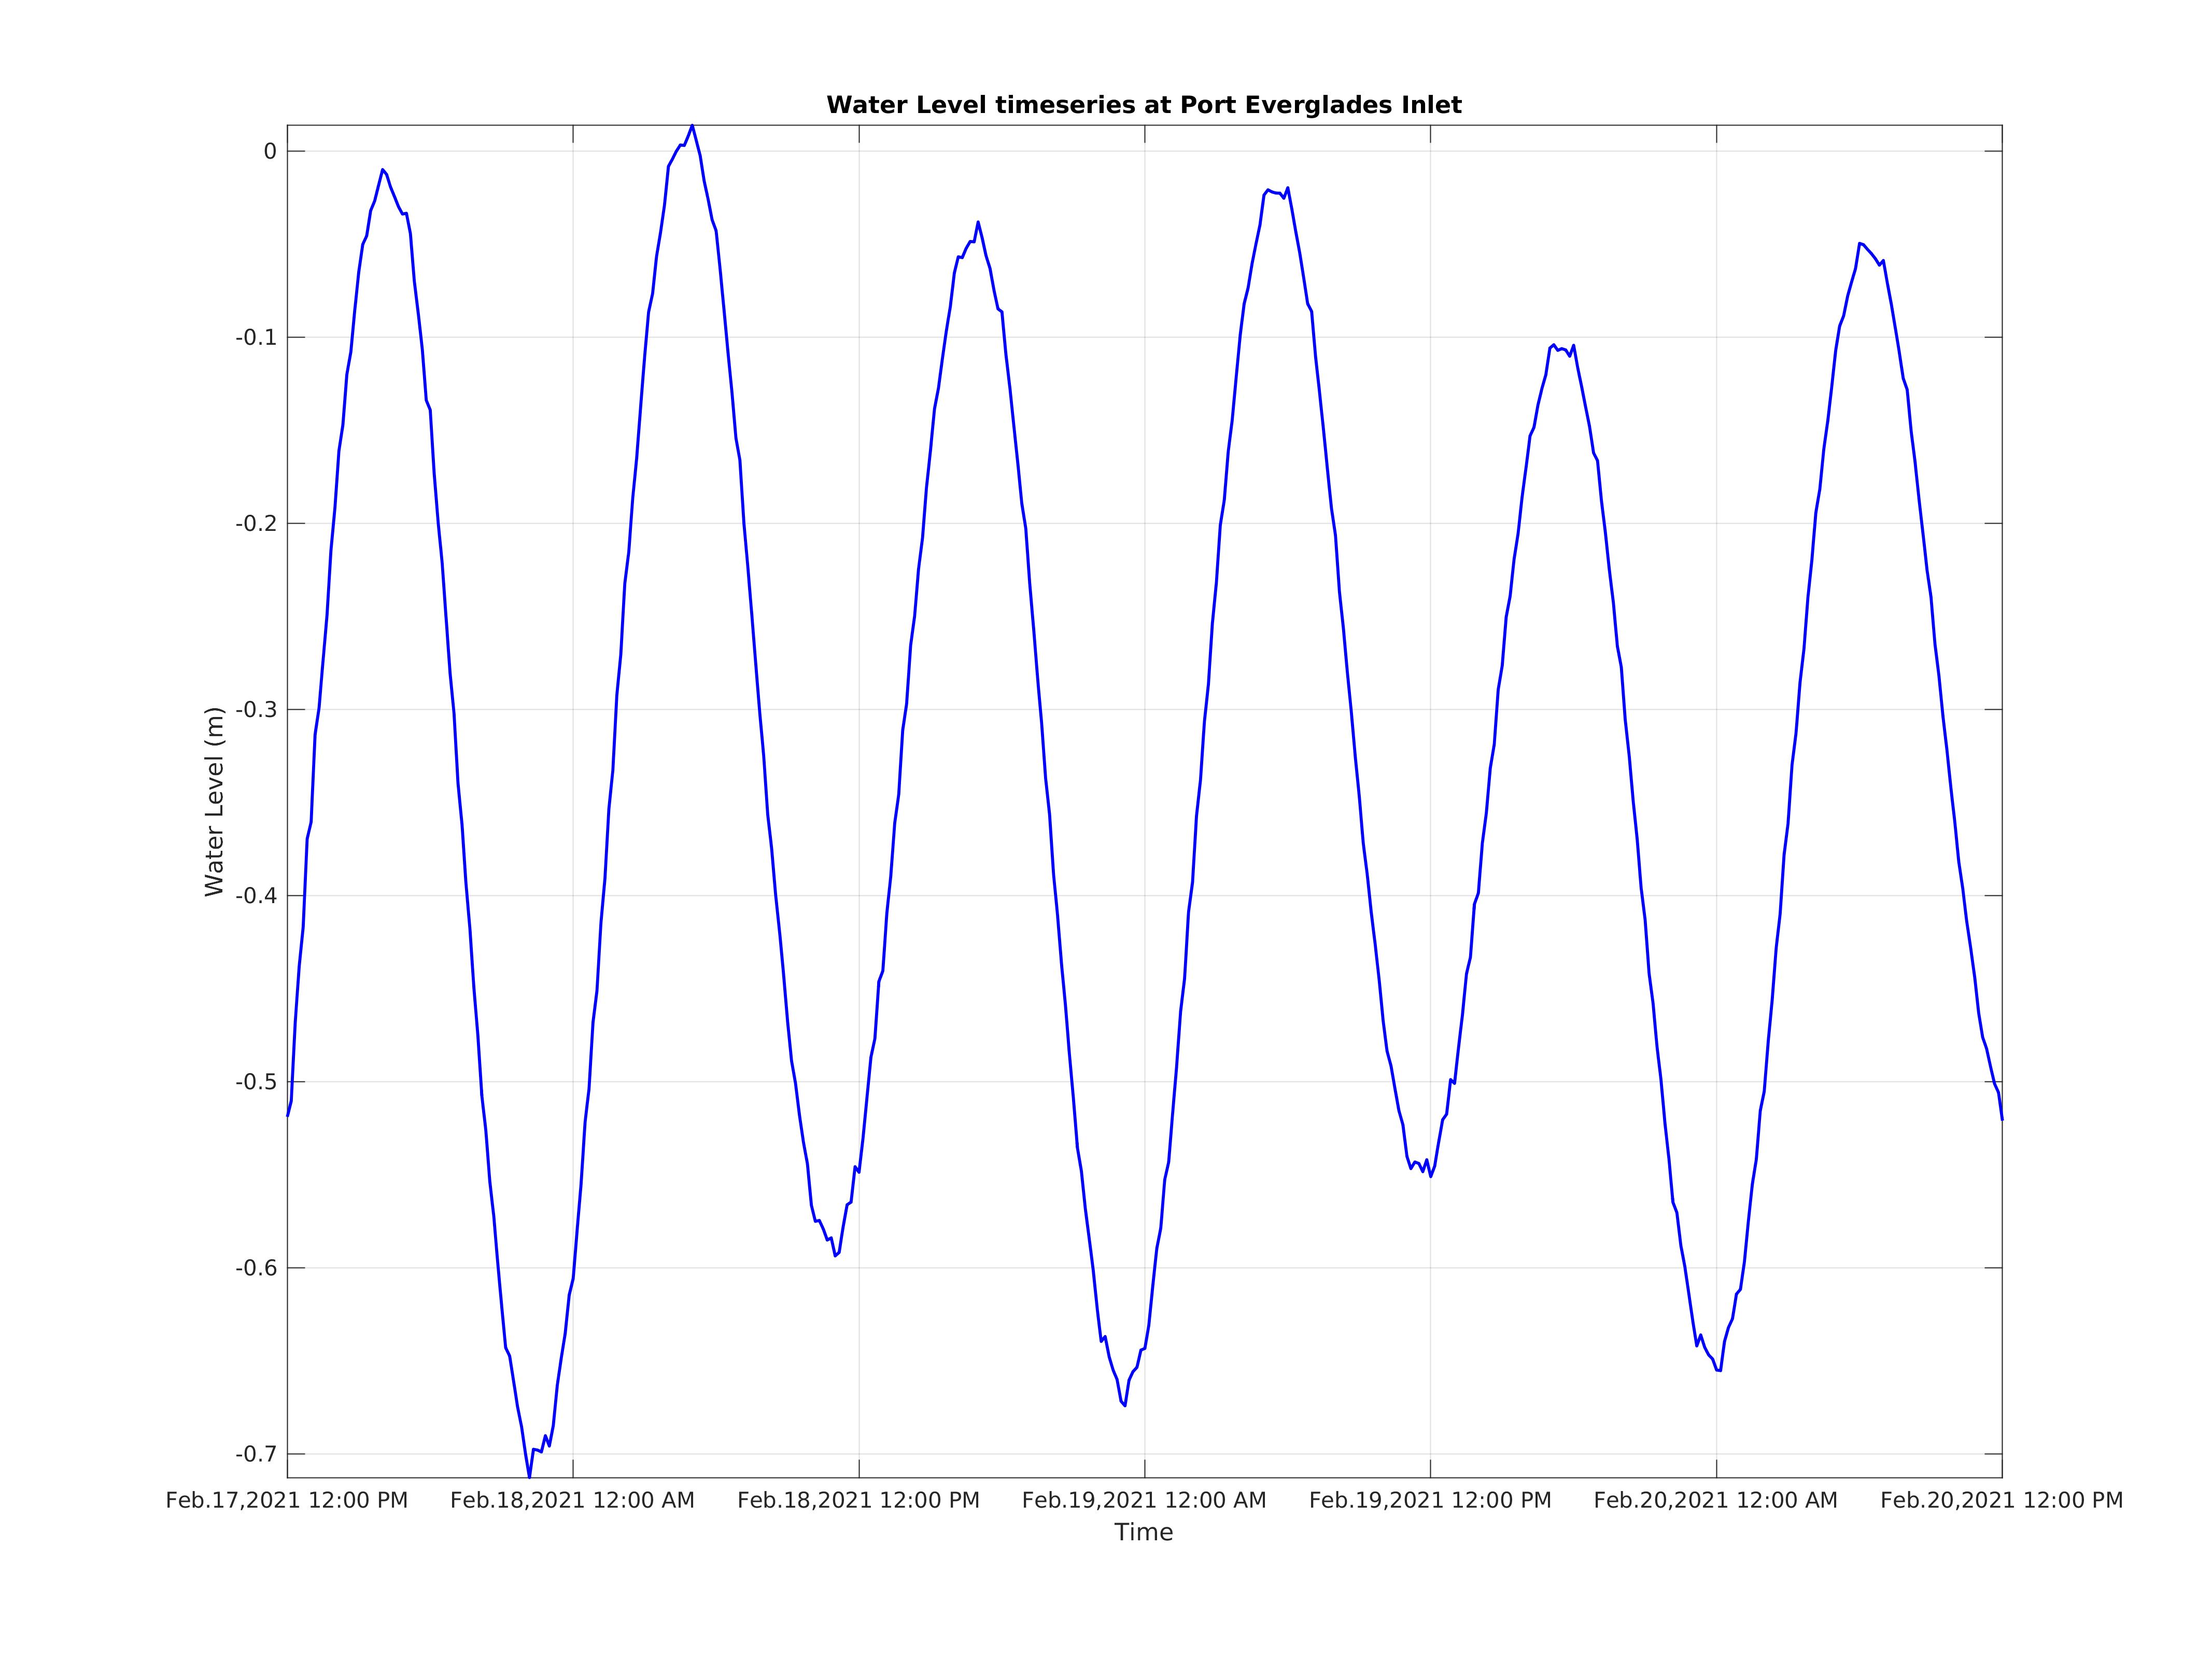 Water Level timeseries at Port Everglades Inlet
0
-0.1
-0.2
-0.3
-0.4
-0.5
-0.6
-0.7
Water Level (m)
Feb.17,2021 12:00 PM Feb.18,2021 12:00 AM Feb.18,2021 12:00 PM Feb.19,2021 12:00 AM Feb.19,2021 12:00 PM Feb.20,2021 12:00 AM Feb.20,2021 12:00 PM
Time